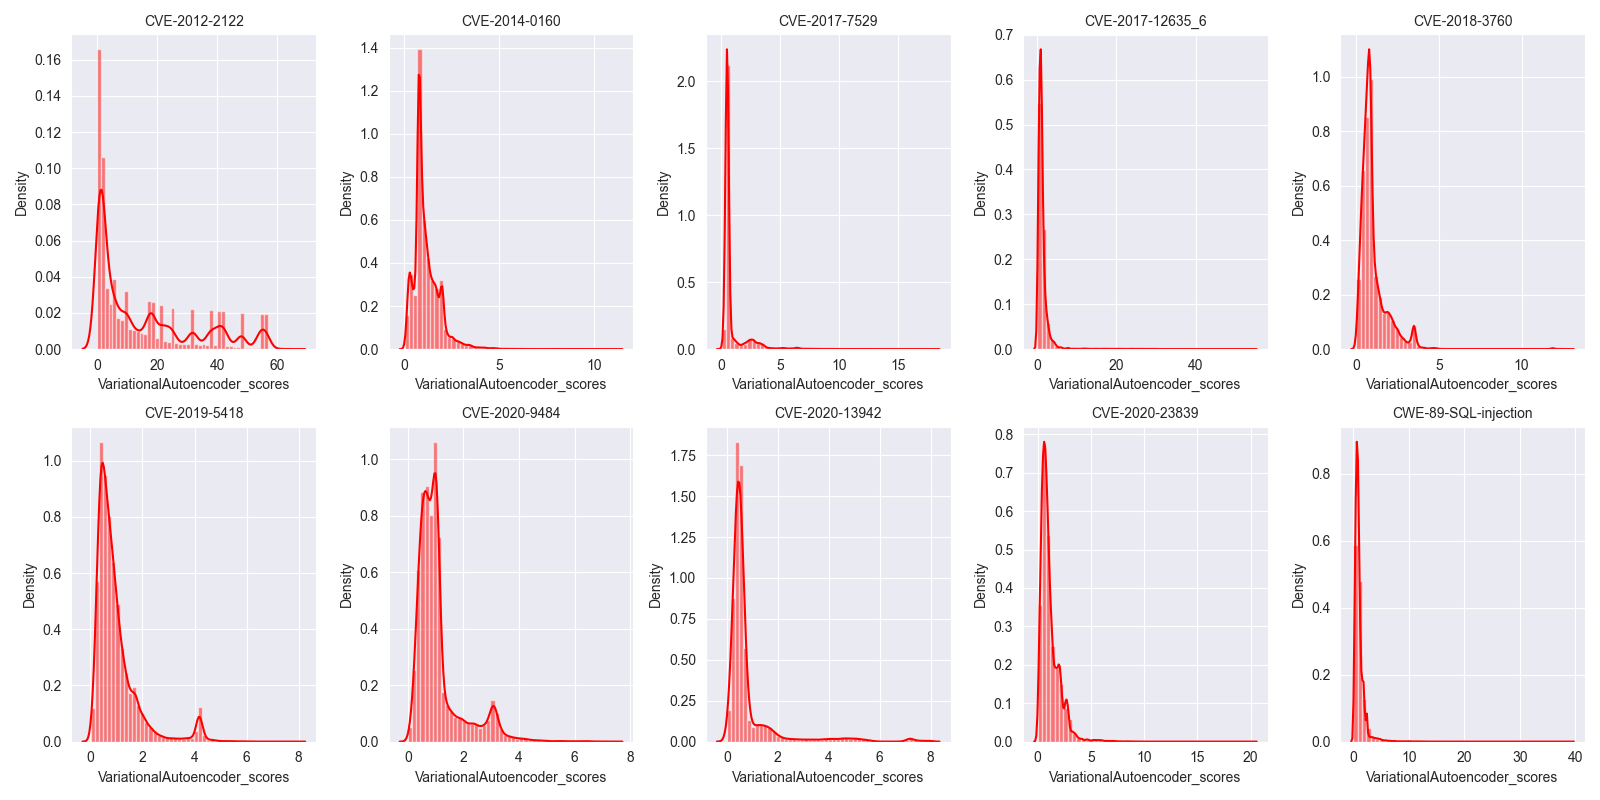 CVE-2012-2122
CVE-2014-0160
CVE-2017-7529
CVE-2017-12635_6
CVE-2018-3760
Density
0.16
0.14
0.12
0.10
0.08
0.06
0.04
0.02
0.00
0 20 40 60
VariationalAutoencoder_scores
Density
1.4
1.2
1.0
0.8
0.6
0.4
0.2
0.0
0 5 10
VariationalAutoencoder_scores
Density
2.0
1.5
1.0
0.5
0.0
0 5 10 15
VariationalAutoencoder_scores
Density
0.7
0.6
0.5
0.4
0.3
0.2
0.1
0.0
0 20 40
VariationalAutoencoder_scores
Density
1.0
0.8
0.6
0.4
0.2
0.0
0 5 10
VariationalAutoencoder_scores
CVE-2019-5418
CVE-2020-9484
CVE-2020-13942
CVE-2020-23839
CWE-89-SQL-injection
Density
1.0
0.8
0.6
0.4
0.2
0.0
0 2 4 6 8
VariationalAutoencoder_scores
Density
1.0
0.8
0.6
0.4
0.2
0.0
0 2 4 6 8
VariationalAutoencoder_scores
Density
1.75
1.50
1.25
1.00
0.75
0.50
0.25
0.00
0 2 4 6 8
VariationalAutoencoder_scores
Density
0.8
0.7
0.6
0.5
0.4
0.3
0.2
0.1
0.0
0 5 10 15 20
VariationalAutoencoder_scores
Density
0.8
0.6
0.4
0.2
0.0
0 10 20 30 40
VariationalAutoencoder_scores